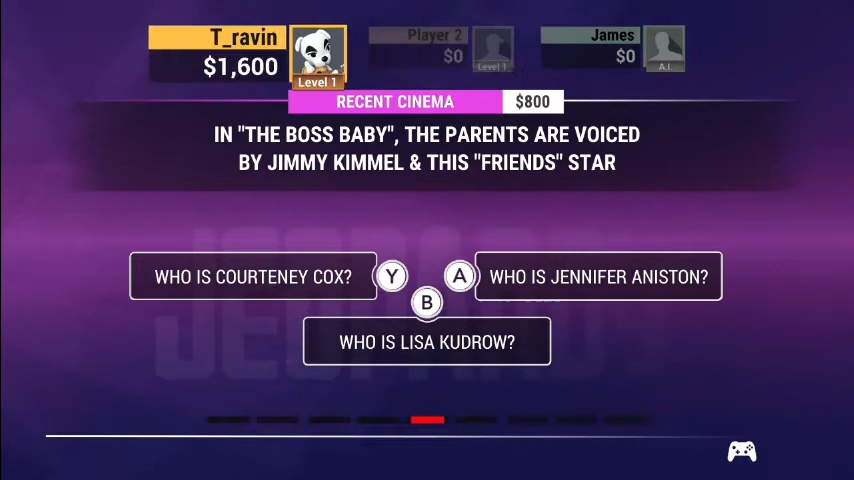 T_ravin
$1,600
Level 1
Player 2
$0
Level 1
James
$0
A.I.
RECENT CINEMA
$800
IN "THE BOSS BABY", THE PARENTS ARE VOICED
BY JIMMY KIMMEL & THIS "FRIENDS" STAR
JEOPARDY
WHO IS COURTENEY COX?
Y
A
WHO IS JENNIFER ANISTON?
B
WHO IS LISA KUDROW?